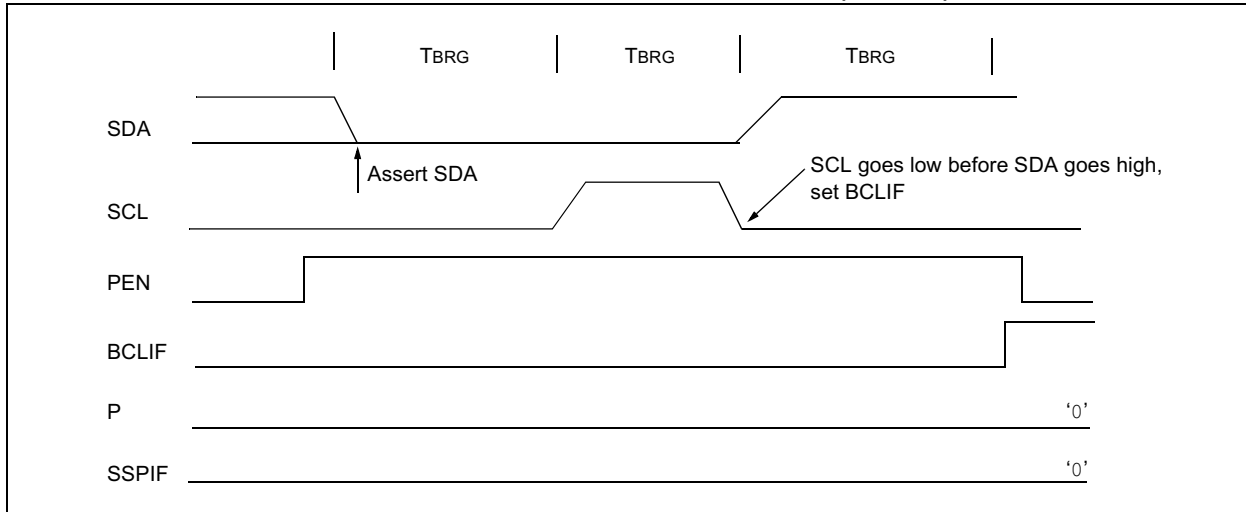 TBRG TBRG TBRG
SDA
Assert SDA
SCL goes low before SDA goes high,
set BCLIF
SCL
PEN
BCLIF
P
‘0’
SSPIF
‘0’